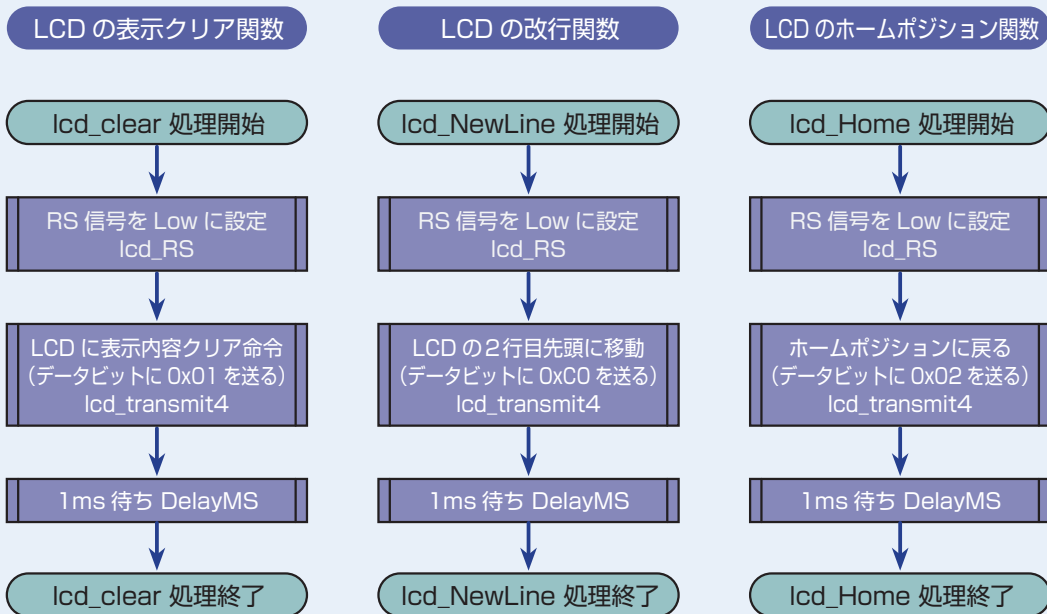 LCD の表示クリア関数
lcd_clear 処理開始
RS 信号を Low に設定
lcd_RS
LCD に表示内容クリア命令
(データビットに 0x01 を送る)
lcd_transmit4
1ms 待ち DelayMS
lcd_clear 処理終了
LCD の改行関数
lcd_NewLine 処理開始
RS 信号を Low に設定
lcd_RS
LCD の2行目先頭に移動
(データビットに 0xC0 を送る)
lcd_transmit4
1ms 待ち DelayMS
lcd_NewLine 処理終了
LCD のホームポジション関数
lcd_Home 処理開始
RS 信号を Low に設定
lcd_RS
ホームポジションに戻る
(データビットに 0x02 を送る)
lcd_transmit4
1ms 待ち DelayMS
lcd_Home 処理終了